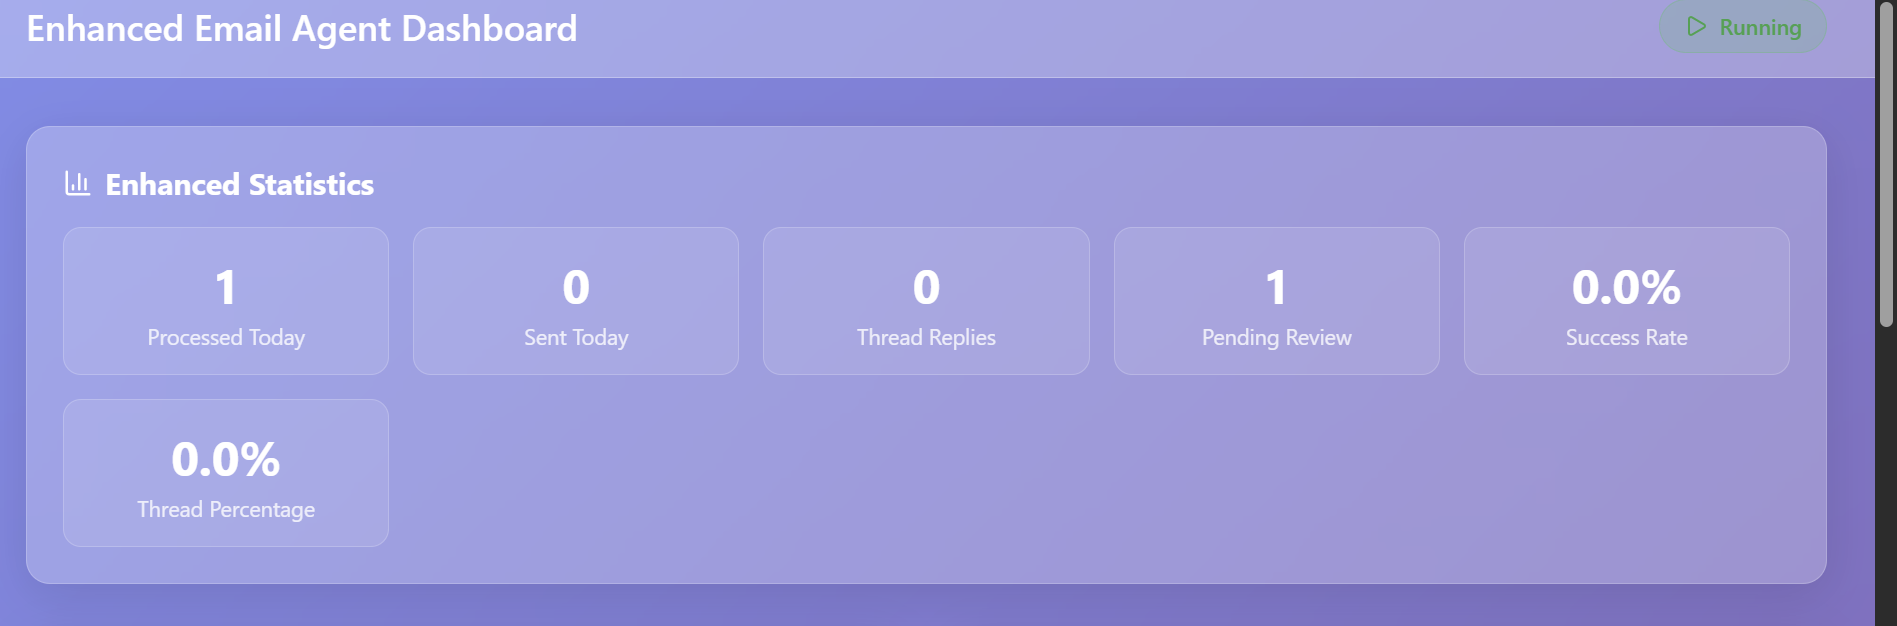 Enhanced Email Agent Dashboard
Running
Enhanced Statistics
1
Processed Today
0
Sent Today
0
Thread Replies
1
Pending Review
0.0%
Success Rate
0.0%
Thread Percentage